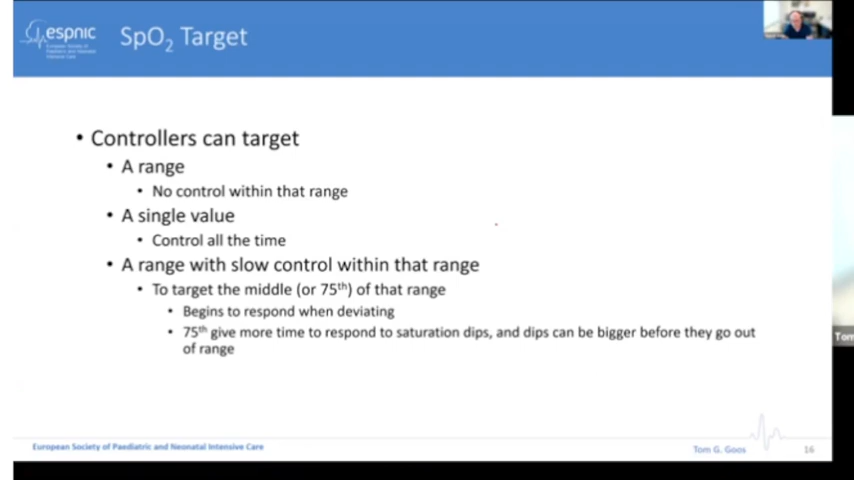 espnic
European Society of
Paediatric and Neonatal
Intensive Care
SpO₂ Target
• Controllers can target
• A range
• No control within that range
• A single value
• Control all the time
• A range with slow control within that range
• To target the middle (or 75th) of that range
• Begins to respond when deviating
• 75th give more time to respond to saturation dips, and dips can be bigger before they go out
of range
Tom
European Society of Paediatric and Neonatal Intensive Care
Tom G. Goos
16